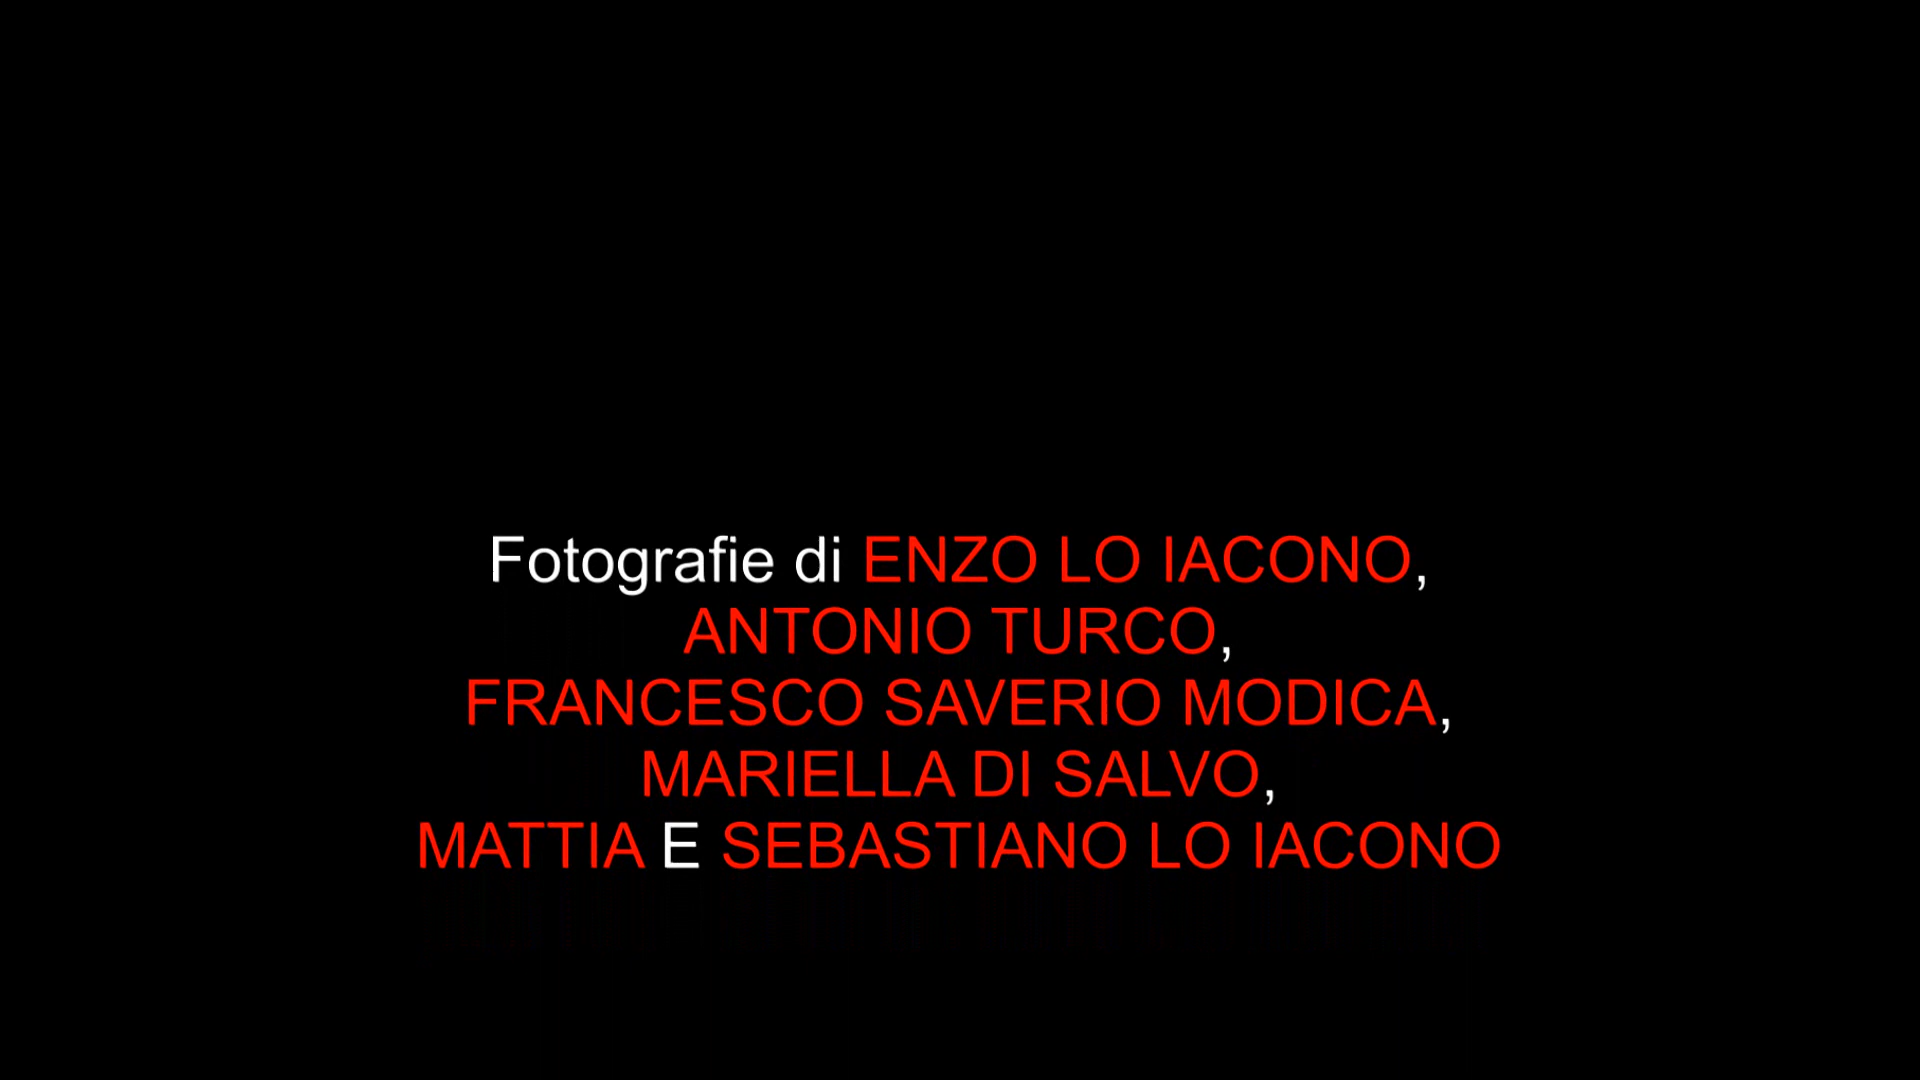 Fotografie di ENZO LO IACONO,
ANTONIO TURCO,
FRANCESCO SAVERIO MODICA,
MARIELLA DI SALVO,
MATTIA E SEBASTIANO LO IACONO